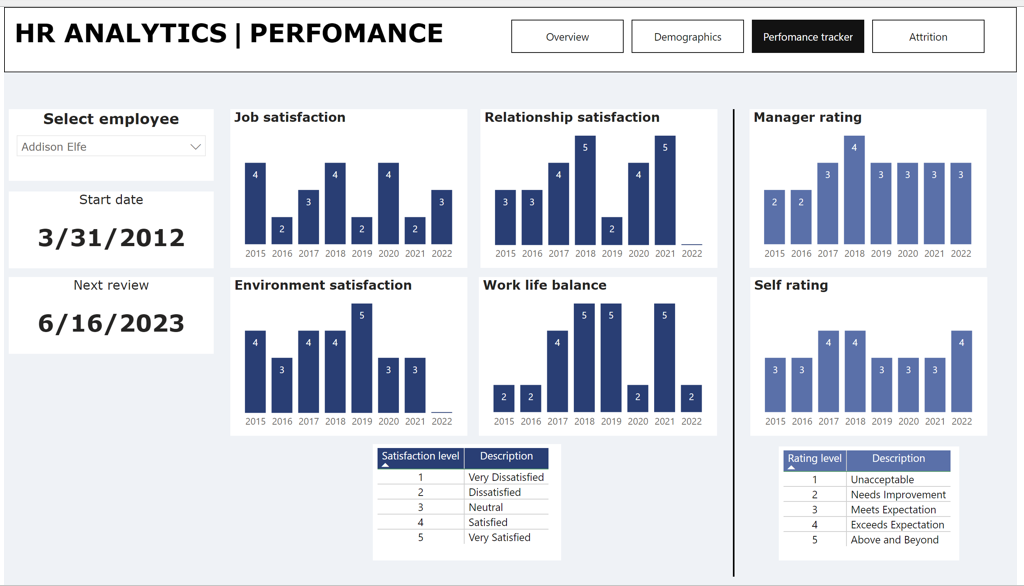 HR ANALYTICS | PERFOMANCE
Overview
Demographics
Perfomance tracker
Attrition
Select employee
Addison Elfe
Start date
3/31/2012
Next review
6/16/2023
Job satisfaction
4 2 3 4 2 4 2 3
2015 2016 2017 2018 2019 2020 2021 2022
Relationship satisfaction
3 3 4 5 2 4 5
2015 2016 2017 2018 2019 2020 2021 2022
Environment satisfaction
4 3 4 4 5 3 3
2015 2016 2017 2018 2019 2020 2021 2022
Work life balance
2 2 4 5 5 2 5 2
2015 2016 2017 2018 2019 2020 2021 2022
Satisfaction level Description
1 Very Dissatisfied
2 Dissatisfied
3 Neutral
4 Satisfied
5 Very Satisfied
Manager rating
2 2 3 4 3 3 3 3
2015 2016 2017 2018 2019 2020 2021 2022
Self rating
3 3 4 4 3 3 3 4
2015 2016 2017 2018 2019 2020 2021 2022
Rating level Description
1 Unacceptable
2 Needs Improvement
3 Meets Expectation
4 Exceeds Expectation
5 Above and Beyond